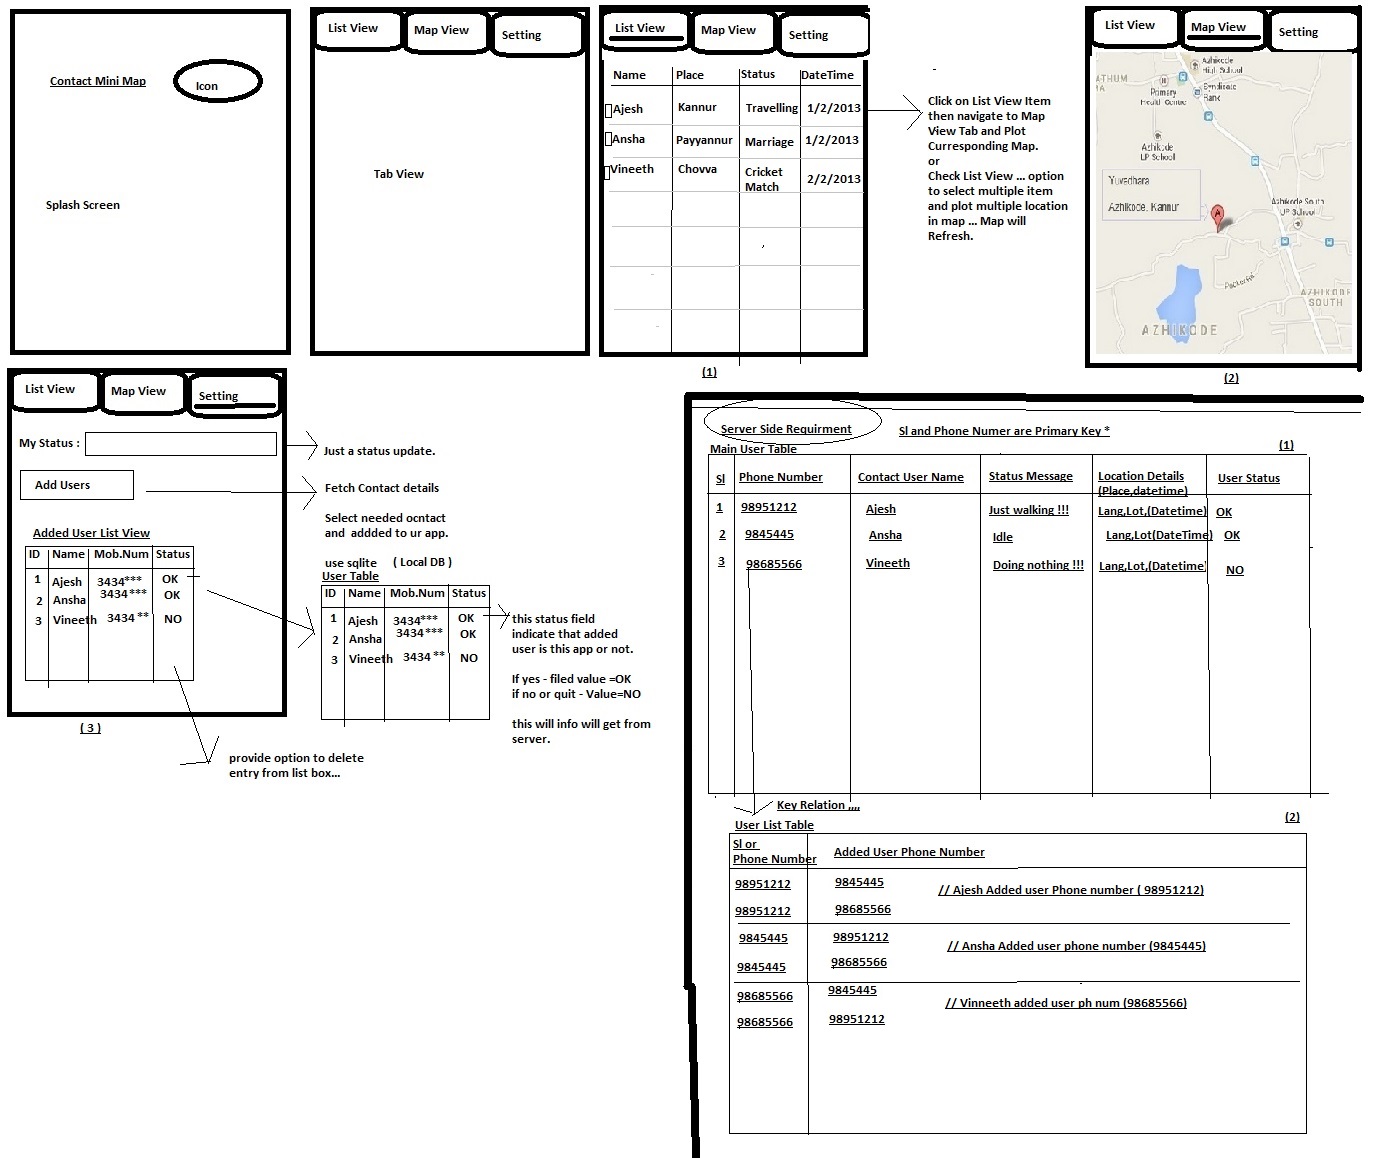 Contact Mini Map
Icon
Splash Screen
List View
Map View
Setting
Tab View
List View
Map View
Setting
Name Place Status DateTime
Ajesh Kannur Travelling 1/2/2013
Ansha Payyannur Marriage 1/2/2013
Vineeth Chovva Cricket Match 2/2/2013
(1)
Click on List View Item
then navigate to Map
View Tab and Plot
Curresponding Map.
or
Check List View ... option
to select multiple item
and plot multiple location
in map ... Map will
Refresh.
List View
Map View
Setting
Azhikode
High School
Primary
Health Centre
Syndicate
Bank
Azhikode
LP School
Yuvadhara
Azhikode, Kannur
A
Azhikode South
UP School
AZHIKODE
SOUTH
AZHIKODE
(2)
List View
Map View
Setting
My Status :
Just a status update.
Add Users
Fetch Contact details
Select needed ocntact
and addded to ur app.
Added User List View
ID Name Mob.Num Status
1 Ajesh 3434*** OK
2 Ansha 3434*** OK
3 Vineeth 3434 ** NO
( 3 )
provide option to delete
entry from list box...
use sqlite ( Local DB )
User Table
ID Name Mob.Num Status
1 Ajesh 3434*** OK
2 Ansha 3434*** OK
3 Vineeth 3434 ** NO
this status field
indicate that added
user is this app or not.
If yes - filed value =OK
if no or quit - Value=NO
this will info will get from
server.
Server Side Requirment
Sl and Phone Numer are Primary Key *
(1)
Main User Table
Sl Phone Number Contact User Name Status Message Location Details (Place,datetime) User Status
1 98951212 Ajesh Just walking !!! Lang,Lot,(Datetime) OK
2 9845445 Ansha Idle Lang,Lot(DateTime) OK
3 98685566 Vineeth Doing nothing !!! Lang,Lot,(Datetime) NO
Key Relation ,,,,
(2)
User List Table
Sl or
Phone Number Added User Phone Number
98951212 9845445
// Ajesh Added user Phone number ( 98951212)
98951212 98685566
9845445 98951212
// Ansha Added user phone number (9845445)
9845445 98685566
98685566 9845445
// Vinneeth added user ph num (98685566)
98685566 98951212